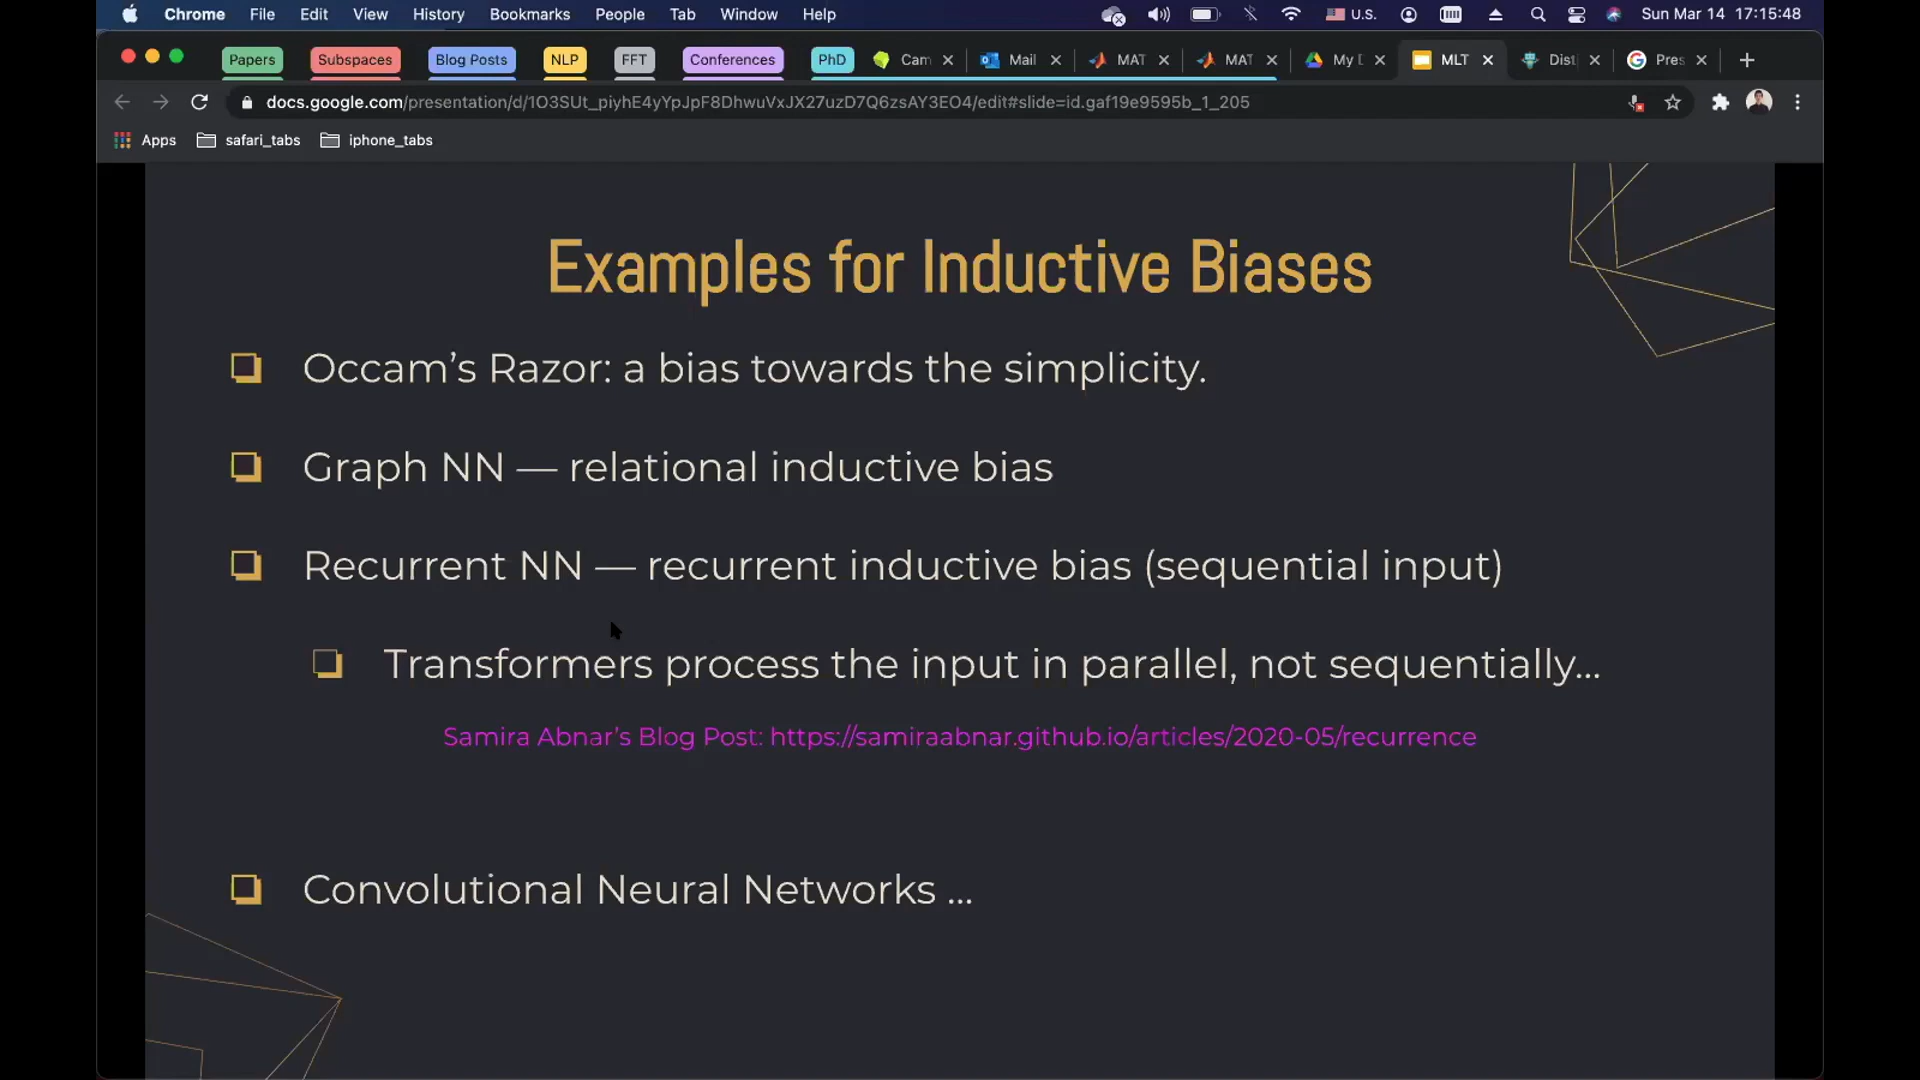 Chrome File Edit View History Bookmarks People Tab Window Help U.S. Sun Mar 14 17:15:48
Papers Subspaces Blog Posts NLP FFT Conferences PhD Cam Mail MAT MAT My D MLT Dist Pres
docs.google.com/presentation/d/1O3SUt_piyhE4yYpJpF8DhwuVxJX27uzD7Q6zsAY3EO4/edit#slide=id.gaf19e9595b_1_205
Apps safari_tabs iphone_tabs
Examples for Inductive Biases
Occam’s Razor: a bias towards the simplicity.
Graph NN — relational inductive bias
Recurrent NN — recurrent inductive bias (sequential input)
Transformers process the input in parallel, not sequentially...
Samira Abnar’s Blog Post: https://samiraabnar.github.io/articles/2020-05/recurrence
Convolutional Neural Networks ...